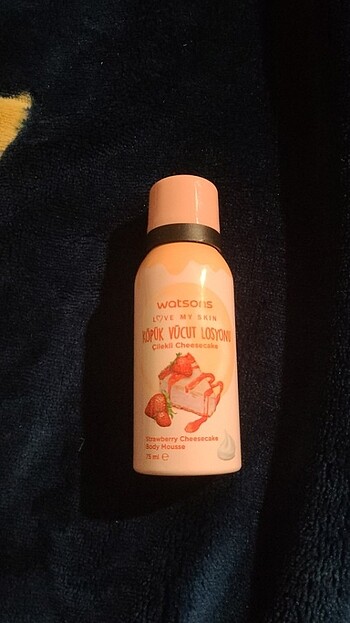 watsons
LOVE MY SKIN
KÖPÜK VÜCUT LOSYONU
Çilekli Cheesecake
Strawberry Cheesecake
Body Mousse
75 ml ℮